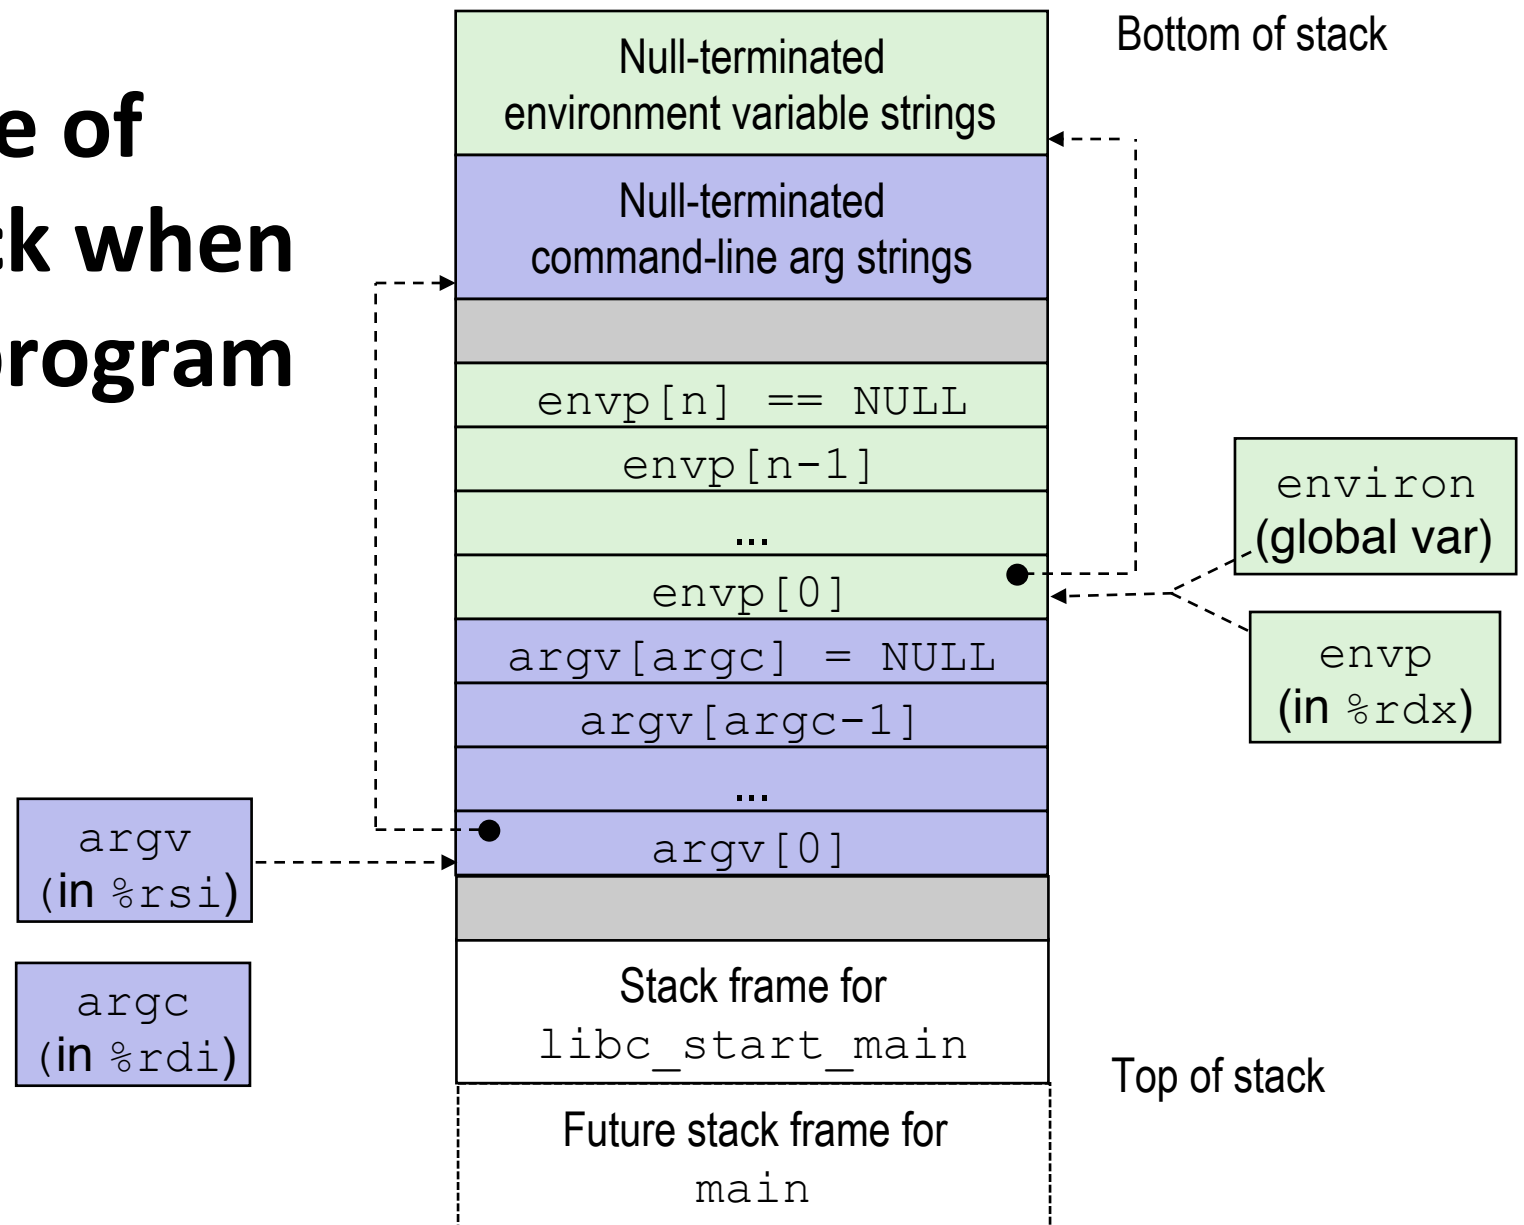 e of
ck when
program
Bottom of stack
Null-terminated
environment variable strings
Null-terminated
command-line arg strings
envp[n] == NULL
envp[n-1]
...
envp[0]
argv[argc] = NULL
argv[argc-1]
...
argv[0]
environ
(global var)
envp
(in %rdx)
argv
(in %rsi)
argc
(in %rdi)
Stack frame for
libc_start_main
Top of stack
Future stack frame for
main